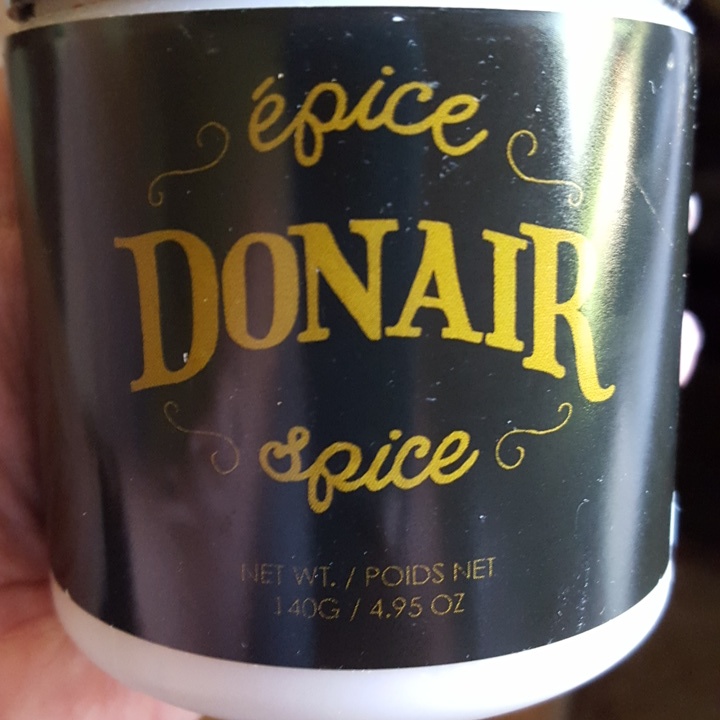 épice
DONAIR
spice
NET WT. / POIDS NET
140G / 4.95 OZ